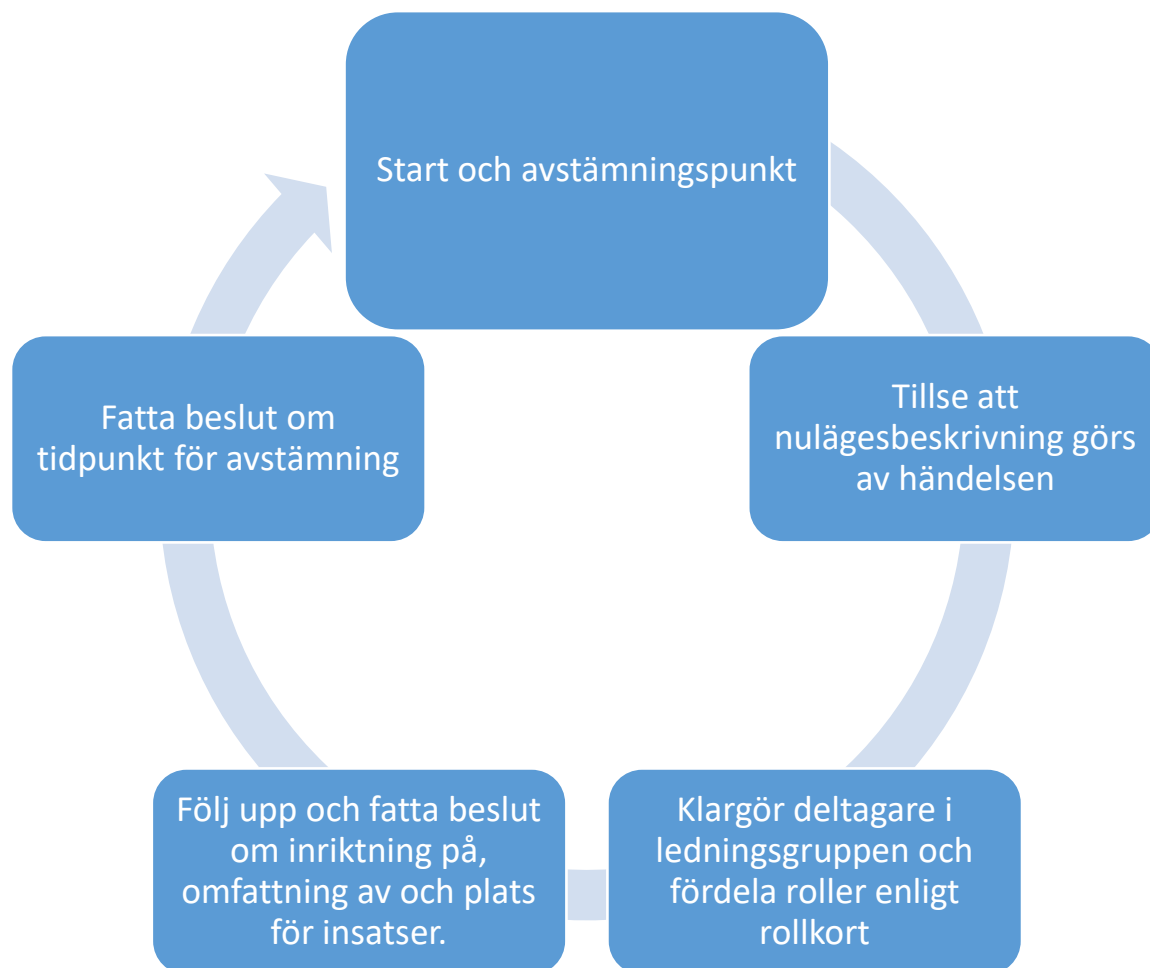 Start och avstämningspunkt
Tillse att
nulägesbeskrivning görs
av händelsen
Klargör deltagare i
ledningsgruppen och
fördela roller enligt
rollkort
Följ upp och fatta beslut
om inriktning på,
omfattning av och plats
för insatser.
Fatta beslut om
tidpunkt för avstämning